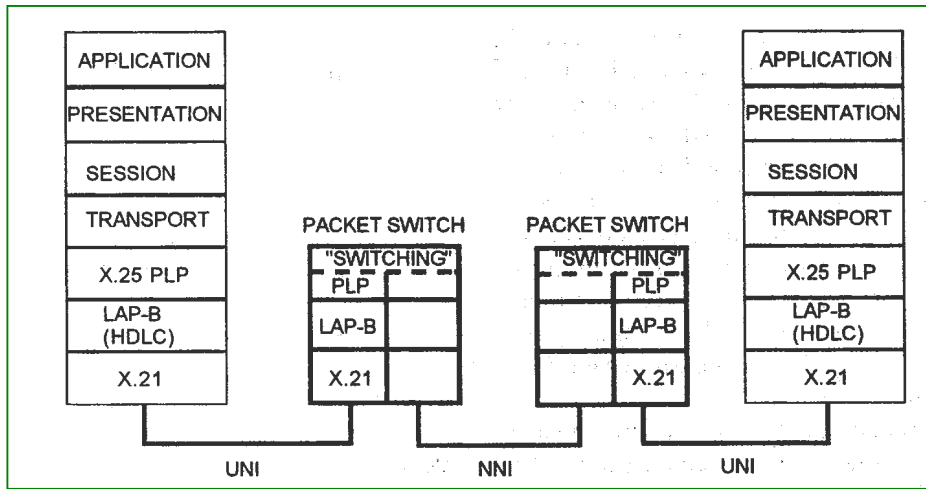 APPLICATION
PRESENTATION
SESSION
TRANSPORT
X.25 PLP
LAP-B
(HDLC)
X.21
PACKET SWITCH
"SWITCHING"
PLP
LAP-B
X.21
PACKET SWITCH
"SWITCHING"
PLP
LAP-B
X.21
APPLICATION
PRESENTATION
SESSION
TRANSPORT
X.25 PLP
LAP-B
(HDLC)
X.21
UNI
NNI
UNI